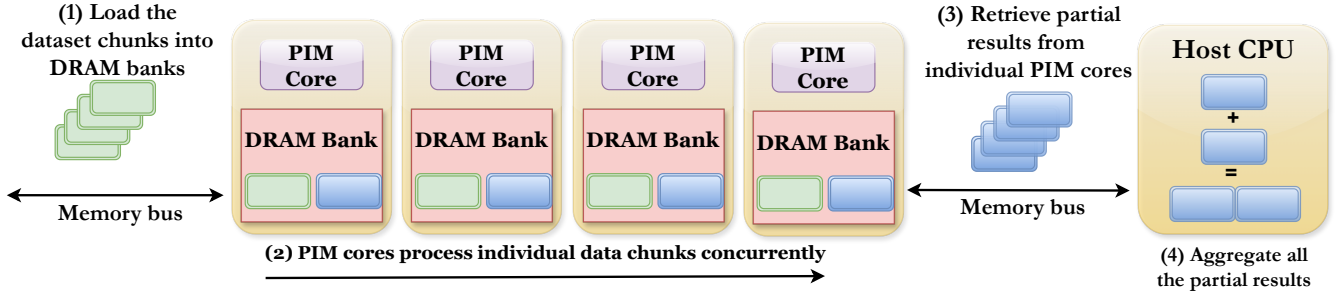 (1) Load the
dataset chunks into
DRAM banks
Memory bus
PIM
Core
DRAM Bank
PIM
Core
DRAM Bank
PIM
Core
DRAM Bank
PIM
Core
DRAM Bank
(2) PIM cores process individual data chunks concurrently
(3) Retrieve partial
results from
individual PIM cores
Memory bus
Host CPU
+
=
(4) Aggregate all
the partial results